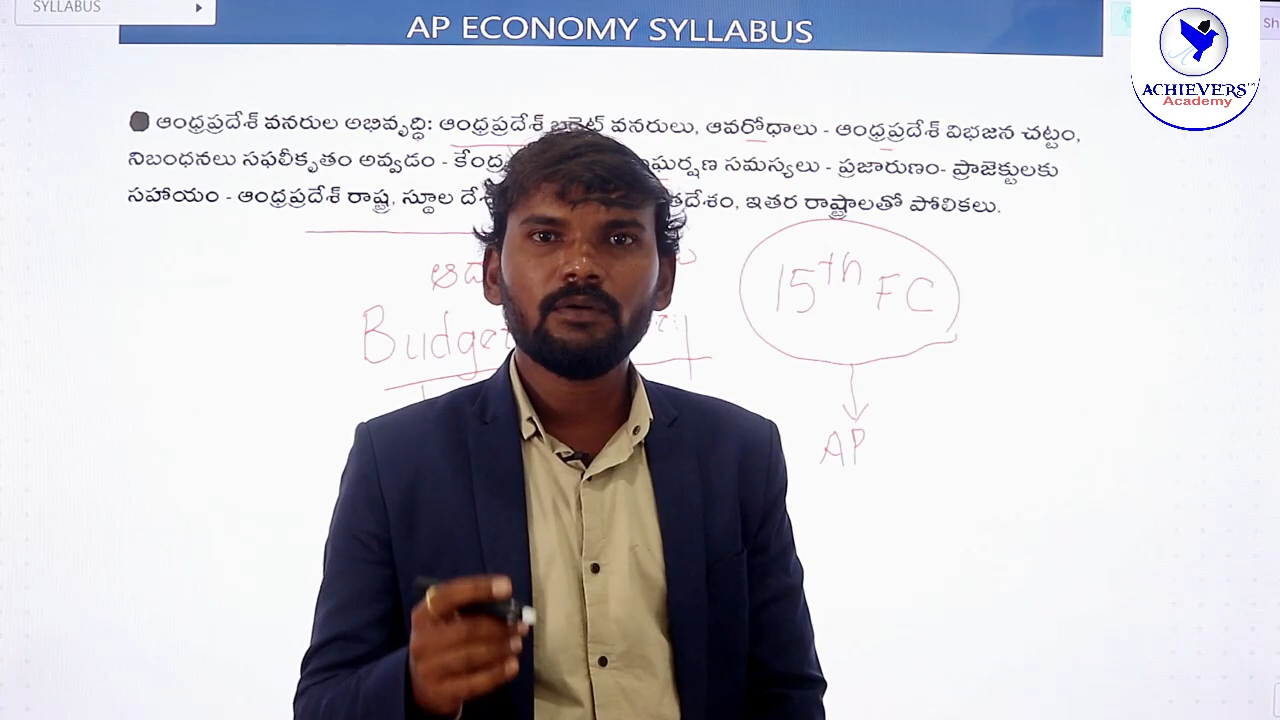 SYLLABUS
AP ECONOMY SYLLABUS
Sh
ACHIEVERS
Academy
ఆంధ్రప్రదేశ్ వనరుల అభివృద్ధి: ఆంధ్రప్రదేశ్ బడ్జెట్ వనరులు, ఆవరోధాలు - ఆంధ్రప్రదేశ్ విభజన చట్టం,
నిబంధనలు సఫలీకృతం అవ్వడం - కేంద్ర సమస్యలు - ప్రజారుణం- ప్రాజెక్టులకు
సహాయం - ఆంధ్రప్రదేశ్ రాష్ట్ర, స్థూల ఇతర రాష్ట్రాలతో పోలికలు.
15th FC
Budget
AP